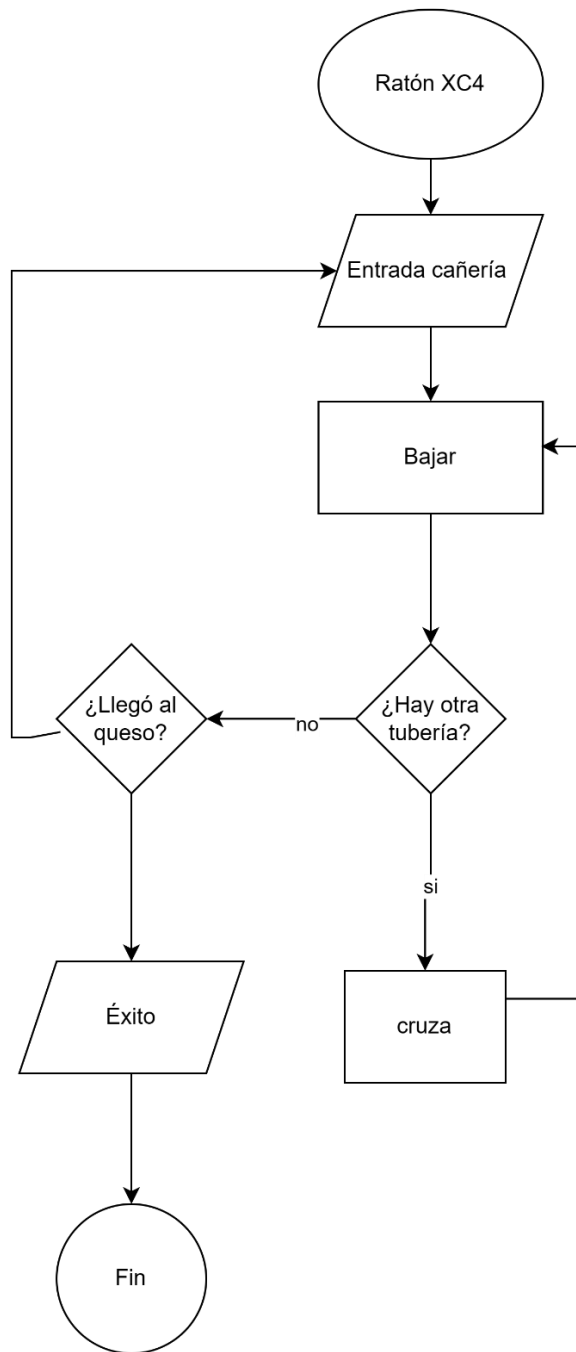 Ratón XC4
Entrada cañería
Bajar
¿Hay otra
tubería?
no
¿Llegó al
queso?
si
cruza
Éxito
Fin